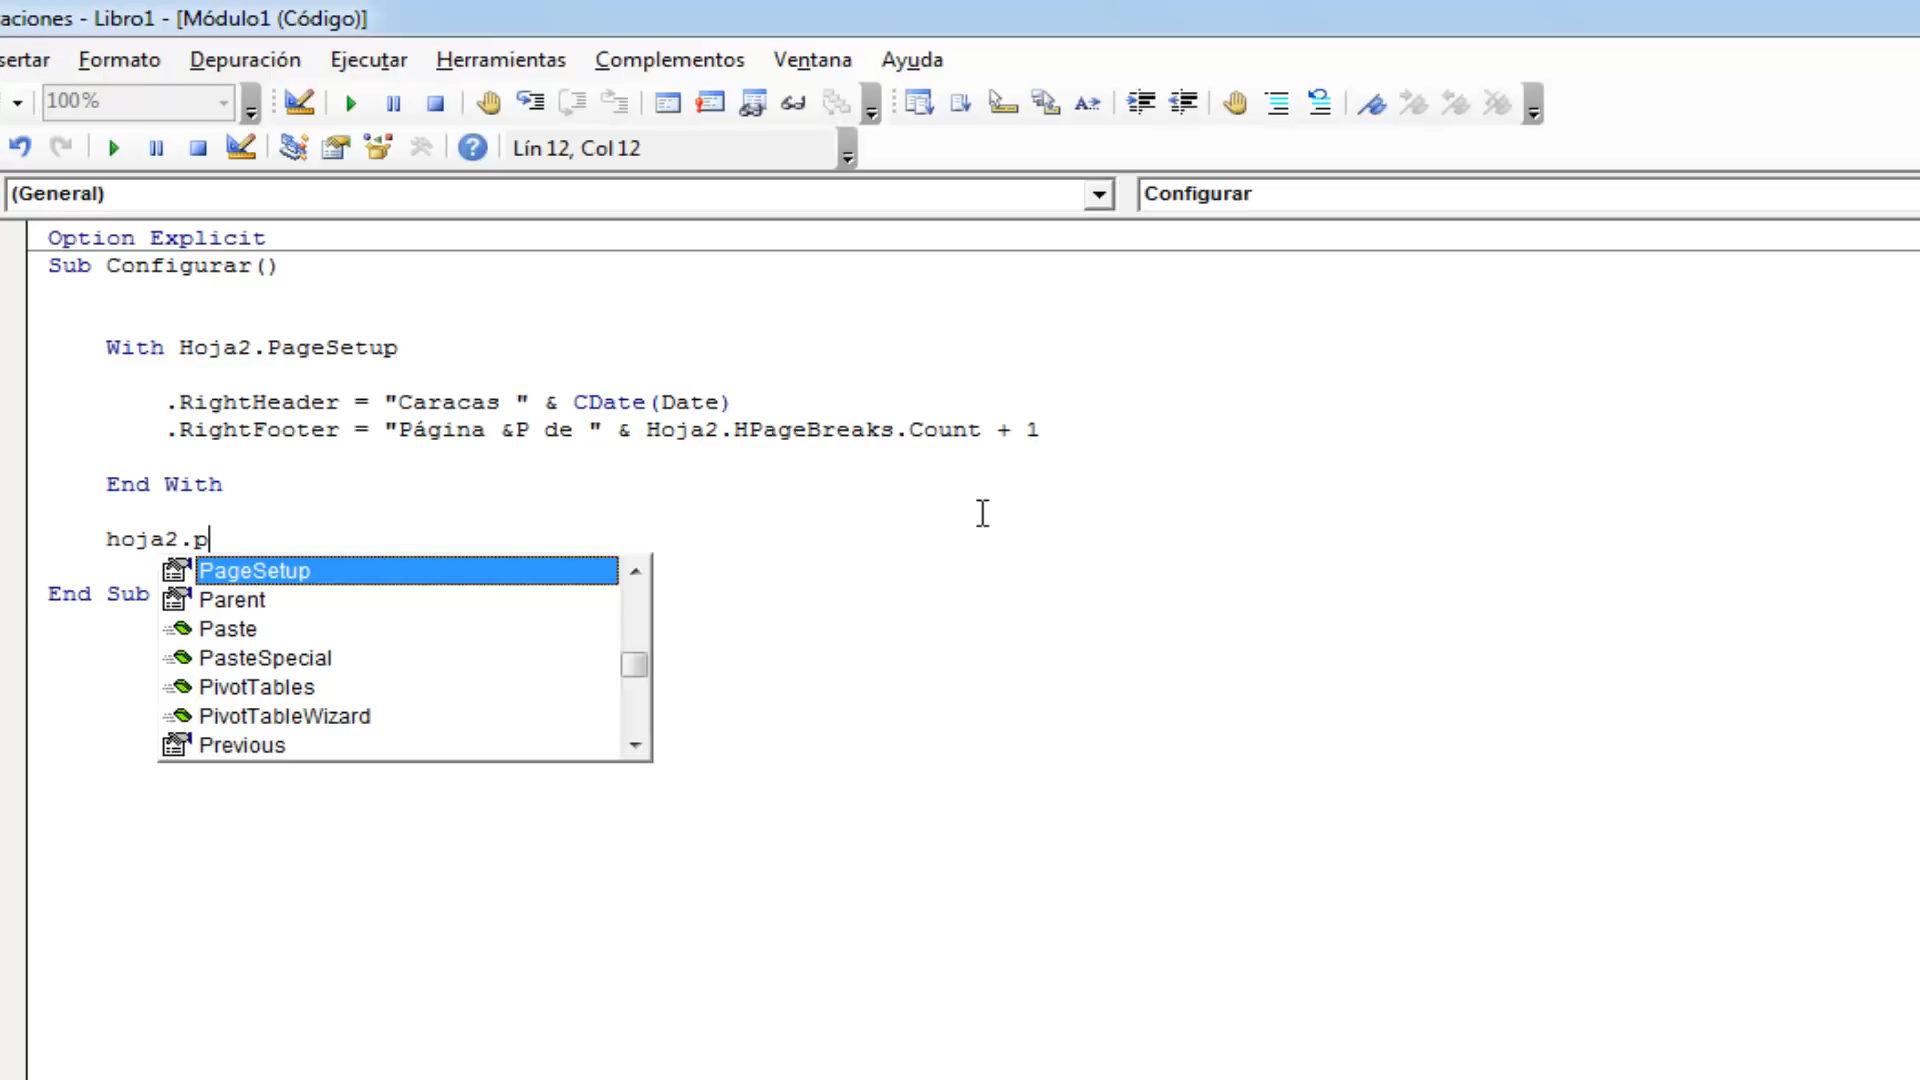 aciones - Libro1 - [Módulo1 (Código)]
sertar Formato Depuración Ejecutar Herramientas Complementos Ventana Ayuda
100%
Lín 12, Col 12
(General) Configurar
Option Explicit
Sub Configurar()
With Hoja2.PageSetup
.RightHeader = "Caracas " & CDate(Date)
.RightFooter = "Página &P de " & Hoja2.HPageBreaks.Count + 1
End With
hoja2.p
PageSetup
End Sub
Parent
Paste
PasteSpecial
PivotTables
PivotTableWizard
Previous